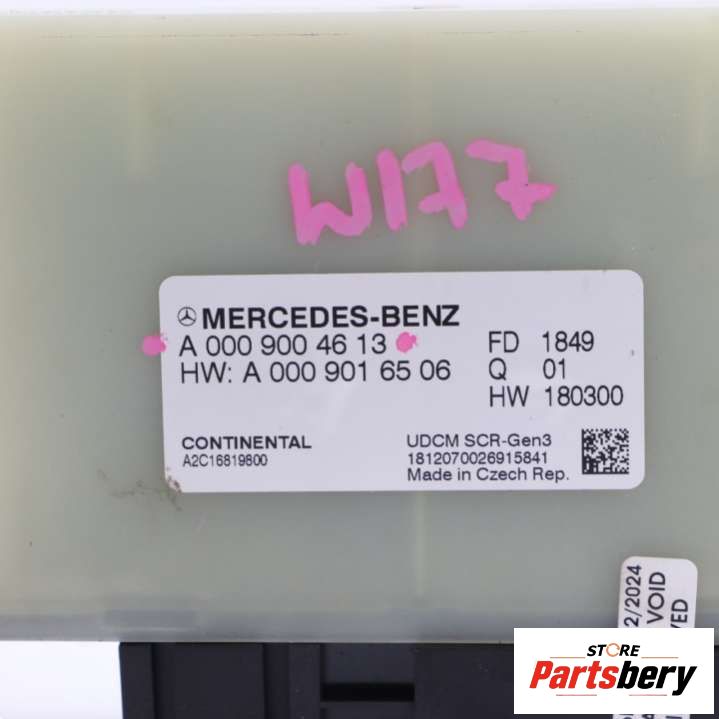 W177
MERCEDES-BENZ
A 000 900 46 13
HW: A 000 901 65 06
FD 1849
Q 01
HW 180300
CONTINENTAL
A2C16819800
UDCM SCR-Gen3
1812070026915841
Made in Czech Rep.
2/2024
VOID
VED
STORE
Partsbery